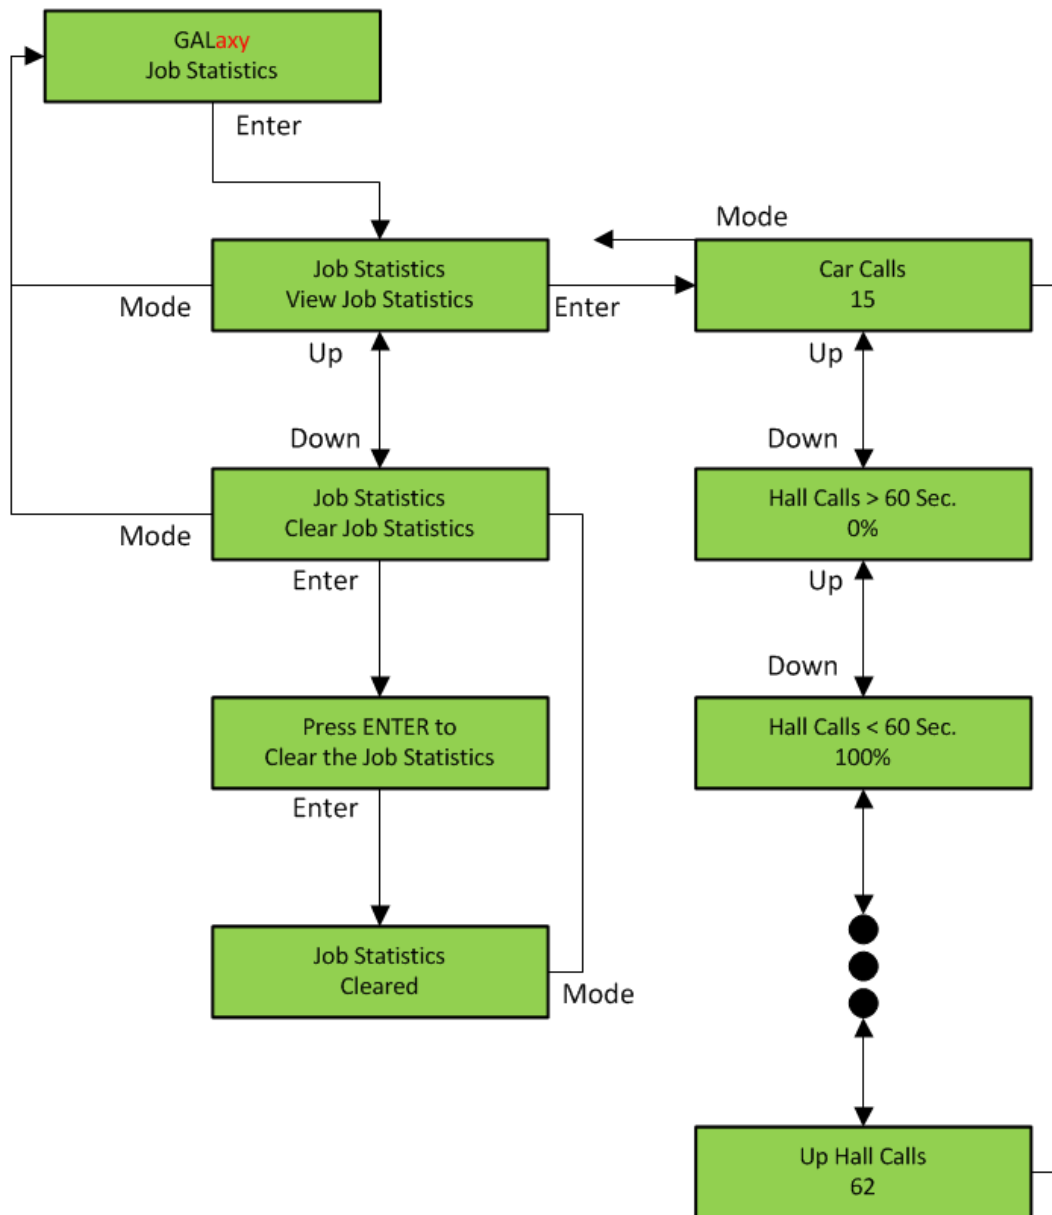 GALaxy
Job Statistics
Enter
Mode
Job Statistics
View Job Statistics
Mode
Enter
Car Calls
15
Up
Up
Down
Down
Job Statistics
Clear Job Statistics
Mode
Hall Calls > 60 Sec.
0%
Enter
Up
Down
Press ENTER to
Clear the Job Statistics
Hall Calls < 60 Sec.
100%
Enter
Job Statistics
Cleared
Mode
Up Hall Calls
62